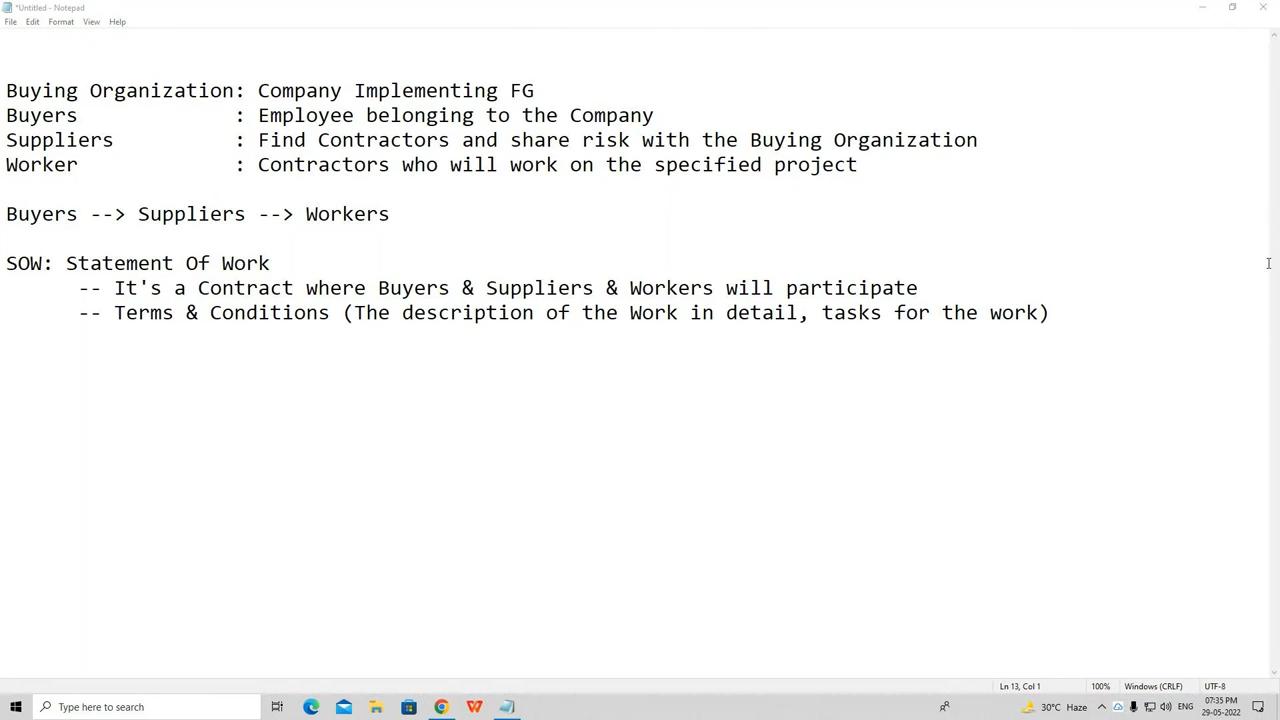 *Untitled - Notepad
File Edit Format View Help
Buying Organization: Company Implementing FG
Buyers : Employee belonging to the Company
Suppliers : Find Contractors and share risk with the Buying Organization
Worker : Contractors who will work on the specified project
Buyers --> Suppliers --> Workers
SOW: Statement Of Work
-- It's a Contract where Buyers & Suppliers & Workers will participate
-- Terms & Conditions (The description of the Work in detail, tasks for the work)
Ln 13, Col 1 100% Windows (CRLF) UTF-8
Type here to search 30°C Haze ENG 07:35 PM
29-05-2022